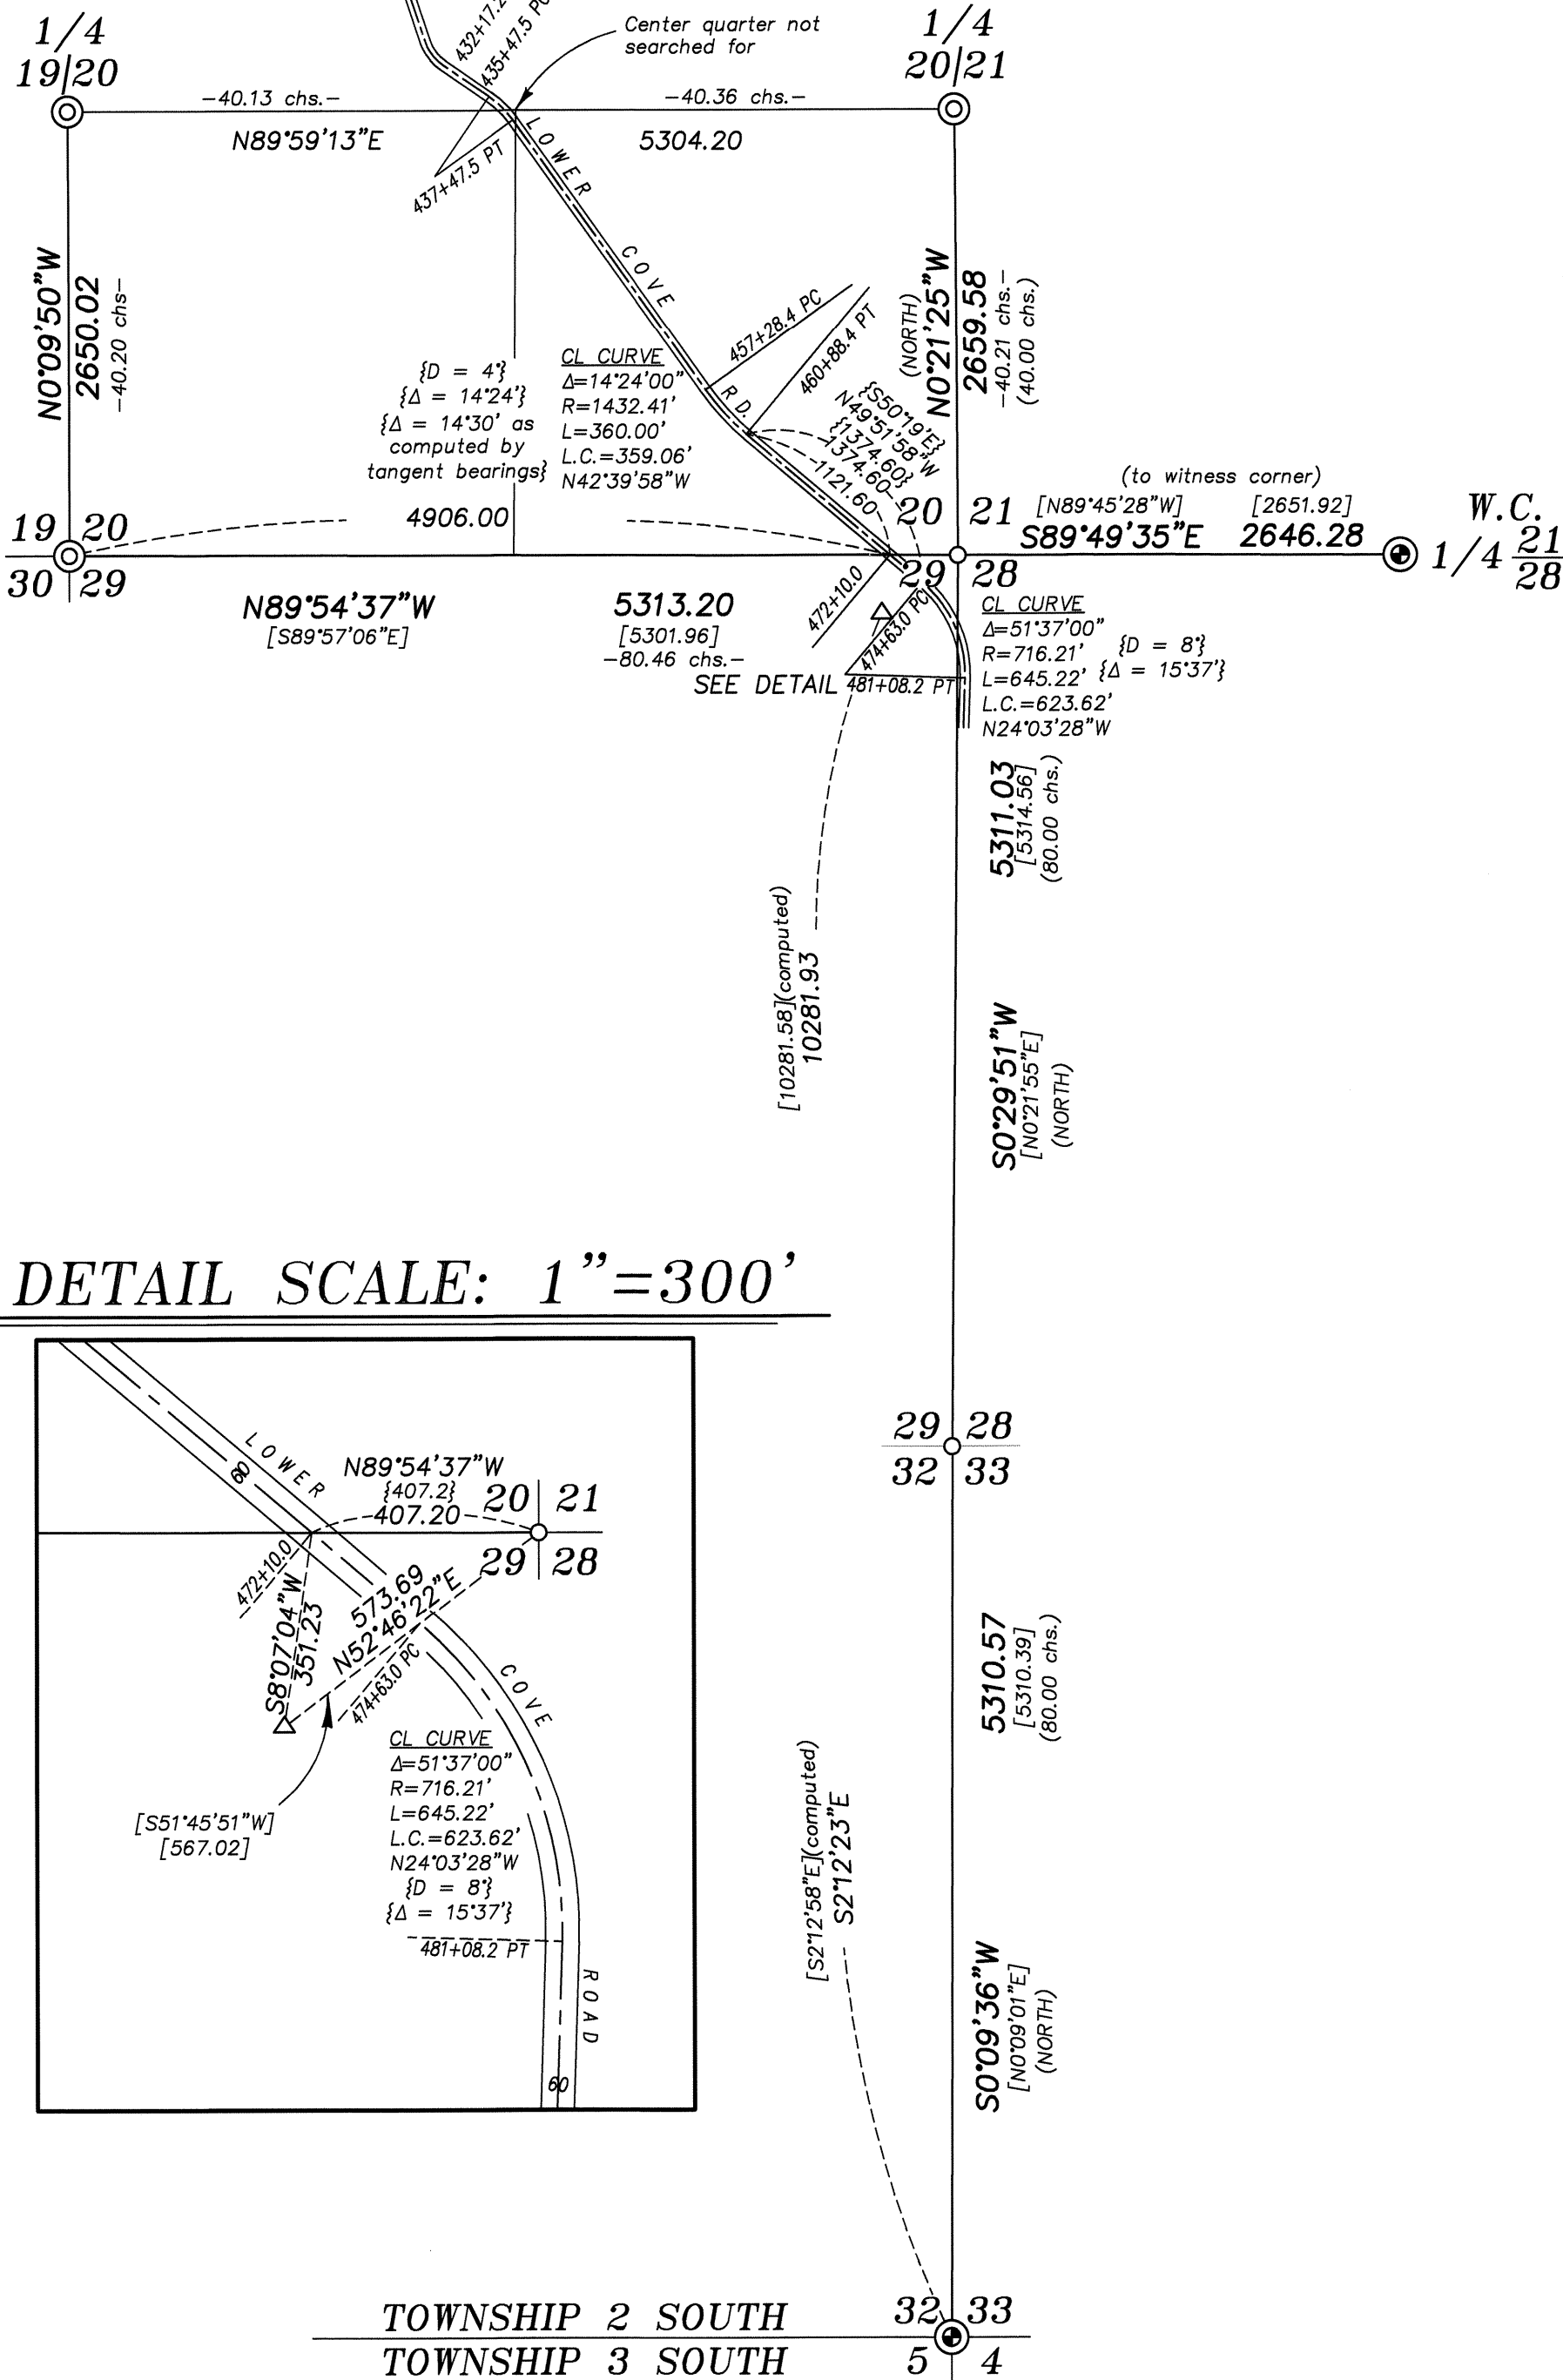 1/4
19|20
432+17.2
435+47.5 PC
Center quarter not
searched for
1/4
20|21
-40.13 chs.-
-40.36 chs.-
N89°59'13"E
5304.20
437+47.5 PT
LOWER
COVE
RD.
N0°09'50"W
2650.02
-40.20 chs-
(NORTH)
N0°21'25"W
2659.58
-40.21 chs.-
(40.00 chs.)
457+28.4 PC
460+88.4 PT
{D = 4°}
{Δ = 14°24'}
{Δ = 14°30' as
computed by
tangent bearings}
CL CURVE
Δ=14°24'00"
R=1432.41'
L=360.00'
L.C.=359.06'
N42°39'58"W
{S50°19'E}
N49°51'58"W
{1374.60}
1374.60
1121.60
(to witness corner)
[N89°45'28"W] [2651.92]
S89°49'35"E 2646.28
W.C.
1/4 21
28
19 20
30 29
4906.00
20 21
29 28
N89°54'37"W
[S89°57'06"E]
5313.20
[5301.96]
-80.46 chs.-
472+10.0
474+63.0 PC
SEE DETAIL
481+08.2 PT
CL CURVE
Δ=51°37'00"
R=716.21'
L=645.22'
L.C.=623.62'
N24°03'28"W
{D = 8°}
{Δ = 15°37'}
5311.03
[5314.56]
(80.00 chs.)
[10281.58](computed)
10281.93
S0°29'51"W
[N0°21'55"E]
(NORTH)
DETAIL SCALE: 1"=300'
LOWER
60
N89°54'37"W
{407.2}
407.20
20 21
29 28
472+10.0
S8°07'04"W
351.23
573.69
N52°46'22"E
474+63.0 PC
COVE
CL CURVE
Δ=51°37'00"
R=716.21'
L=645.22'
L.C.=623.62'
N24°03'28"W
{D = 8°}
{Δ = 15°37'}
[S51°45'51"W]
[567.02]
481+08.2 PT
ROAD
60
29 28
32 33
5310.57
[5310.39]
(80.00 chs.)
[S2°12'58"E](computed)
S2°12'23"E
S0°09'36"W
[N0°09'01"E]
(NORTH)
TOWNSHIP 2 SOUTH
32 33
TOWNSHIP 3 SOUTH
5 4